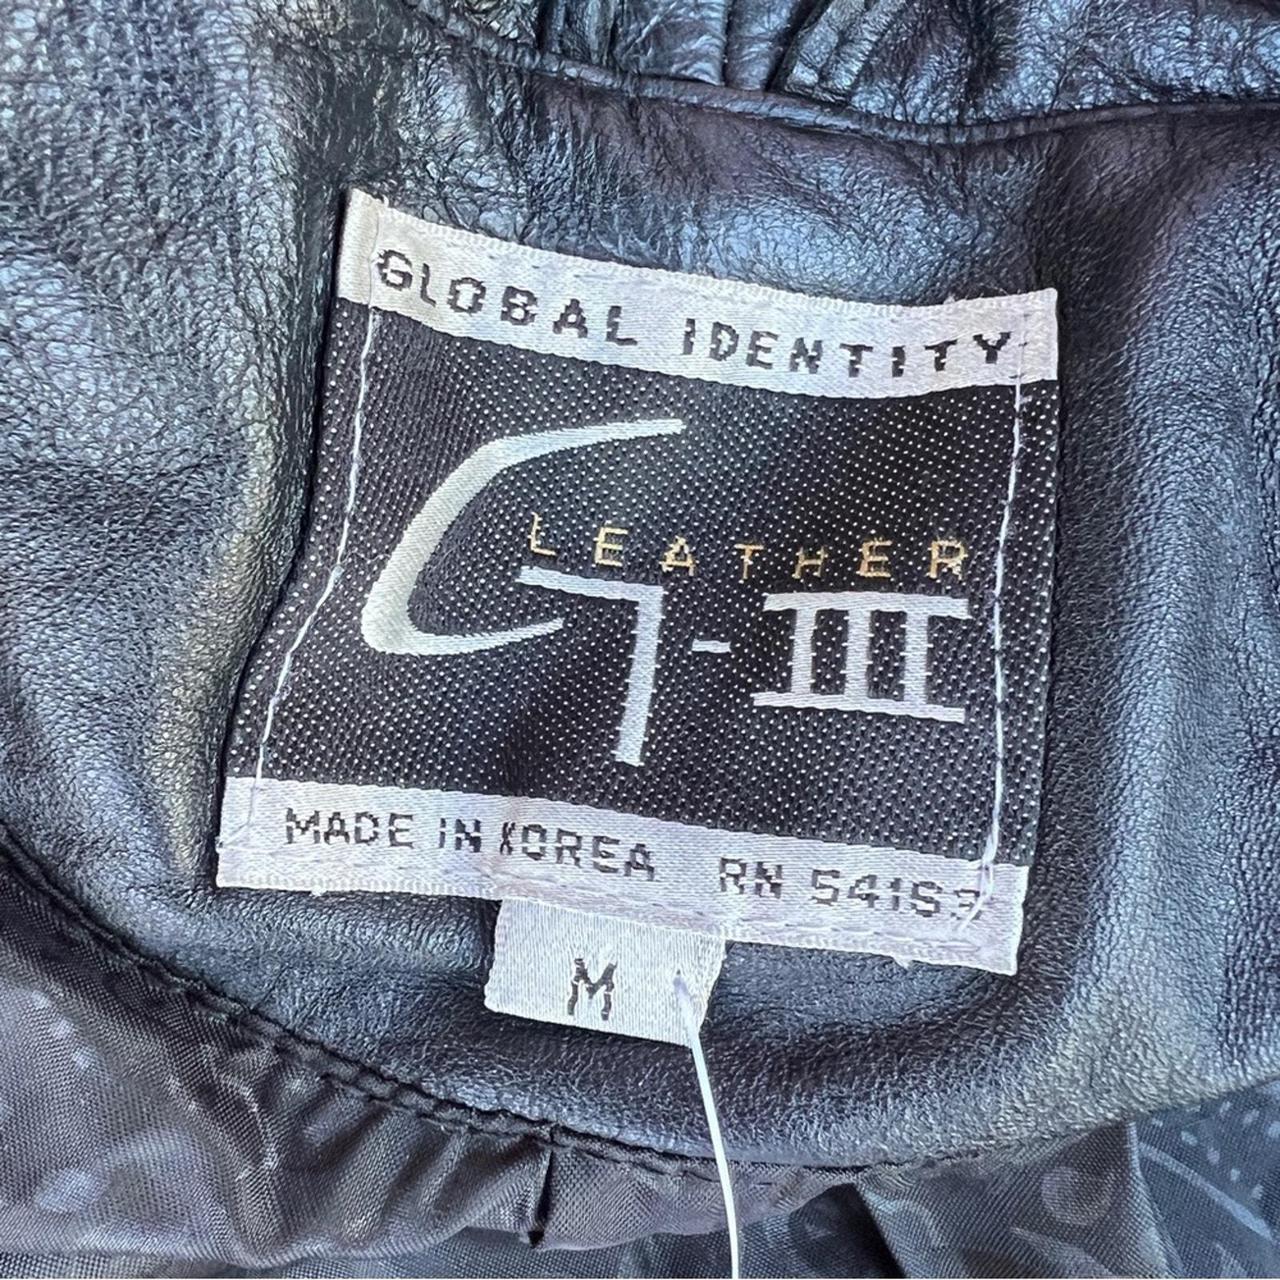 GLOBAL IDENTITY
LEATHER
G-III
MADE IN KOREA RN 54153
M